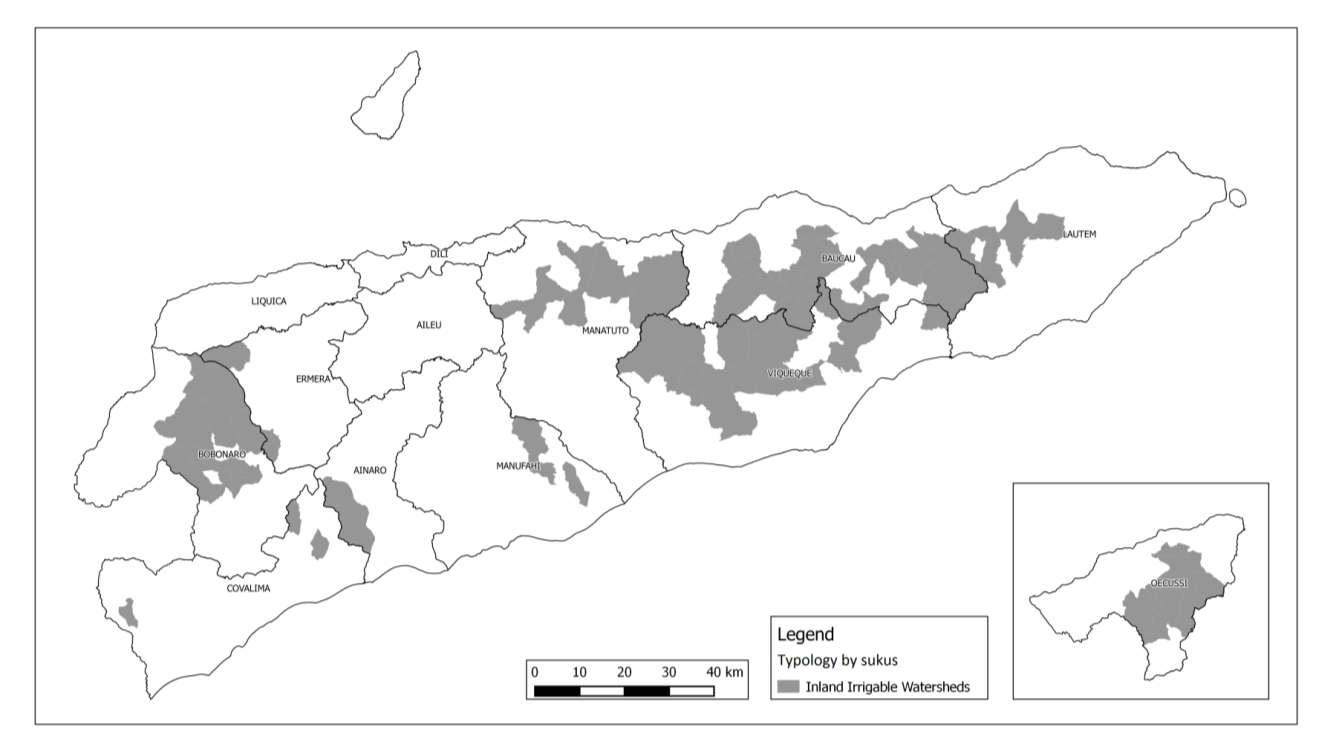 LAUTEM
DILI
BAUCAU
LIQUICA
AILEU
MANATUTO
VIQUEQUE
ERMERA
BOBONARO
AINARO
MANUFAHI
COVALIMA
OECUSSI
Legend
Typology by sukus
Inland Irrigable Watersheds
0 10 20 30 40 km